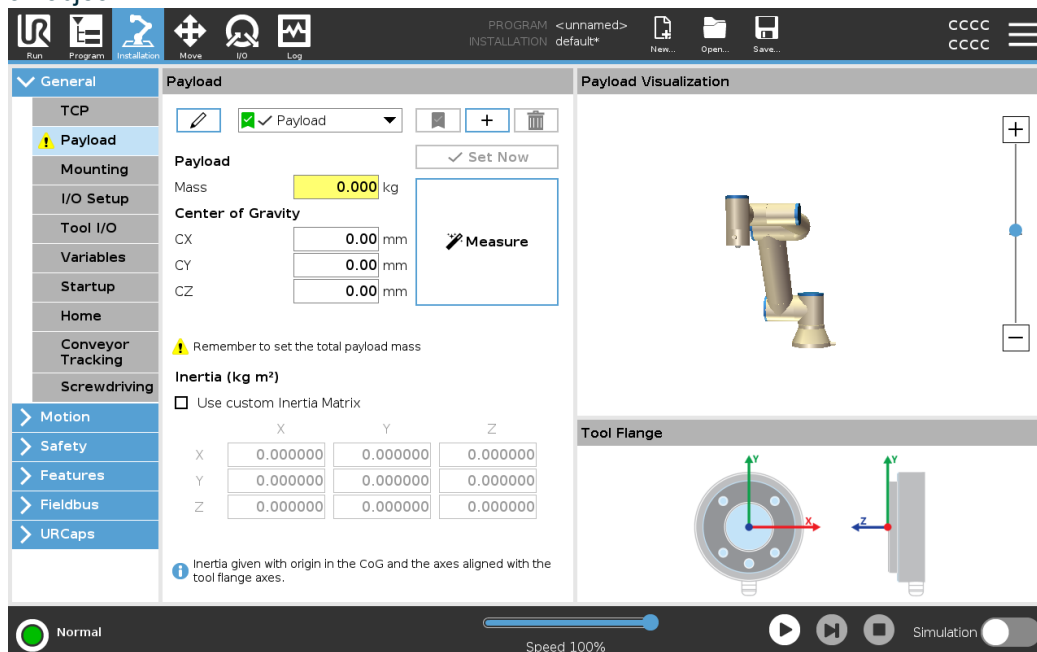 PROGRAM <unnamed>
INSTALLATION default*
Run
Program
Installation
Move
I/O
Log
New...
Open...
Save...
CCCC
CCCC
General
TCP
Payload
Mounting
I/O Setup
Tool I/O
Variables
Startup
Home
Conveyor
Tracking
Screwdriving
Motion
Safety
Features
Fieldbus
URCaps
Payload
Payload
Set Now
Payload
Mass 0.000 kg
Center of Gravity
CX 0.00 mm
CY 0.00 mm
CZ 0.00 mm
Measure
Remember to set the total payload mass
Inertia (kg m²)
Use custom Inertia Matrix
X Y Z
X 0.000000 0.000000 0.000000
Y 0.000000 0.000000 0.000000
Z 0.000000 0.000000 0.000000
Inertia given with origin in the CoG and the axes aligned with the
tool flange axes.
Payload Visualization
Tool Flange
Y
X
Y
Z
Normal
Speed 100%
Simulation